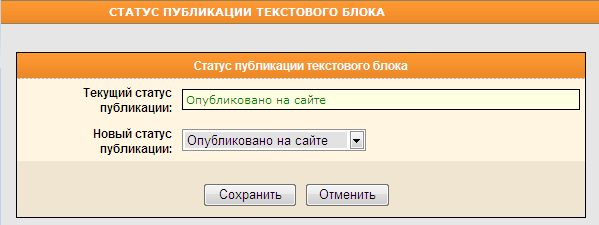 СТАТУС ПУБЛИКАЦИИ ТЕКСТОВОГО БЛОКА
Статус публикации текстового блока
Текущий статус
публикации:
Опубликовано на сайте
Новый статус
публикации:
Опубликовано на сайте
Сохранить Отменить